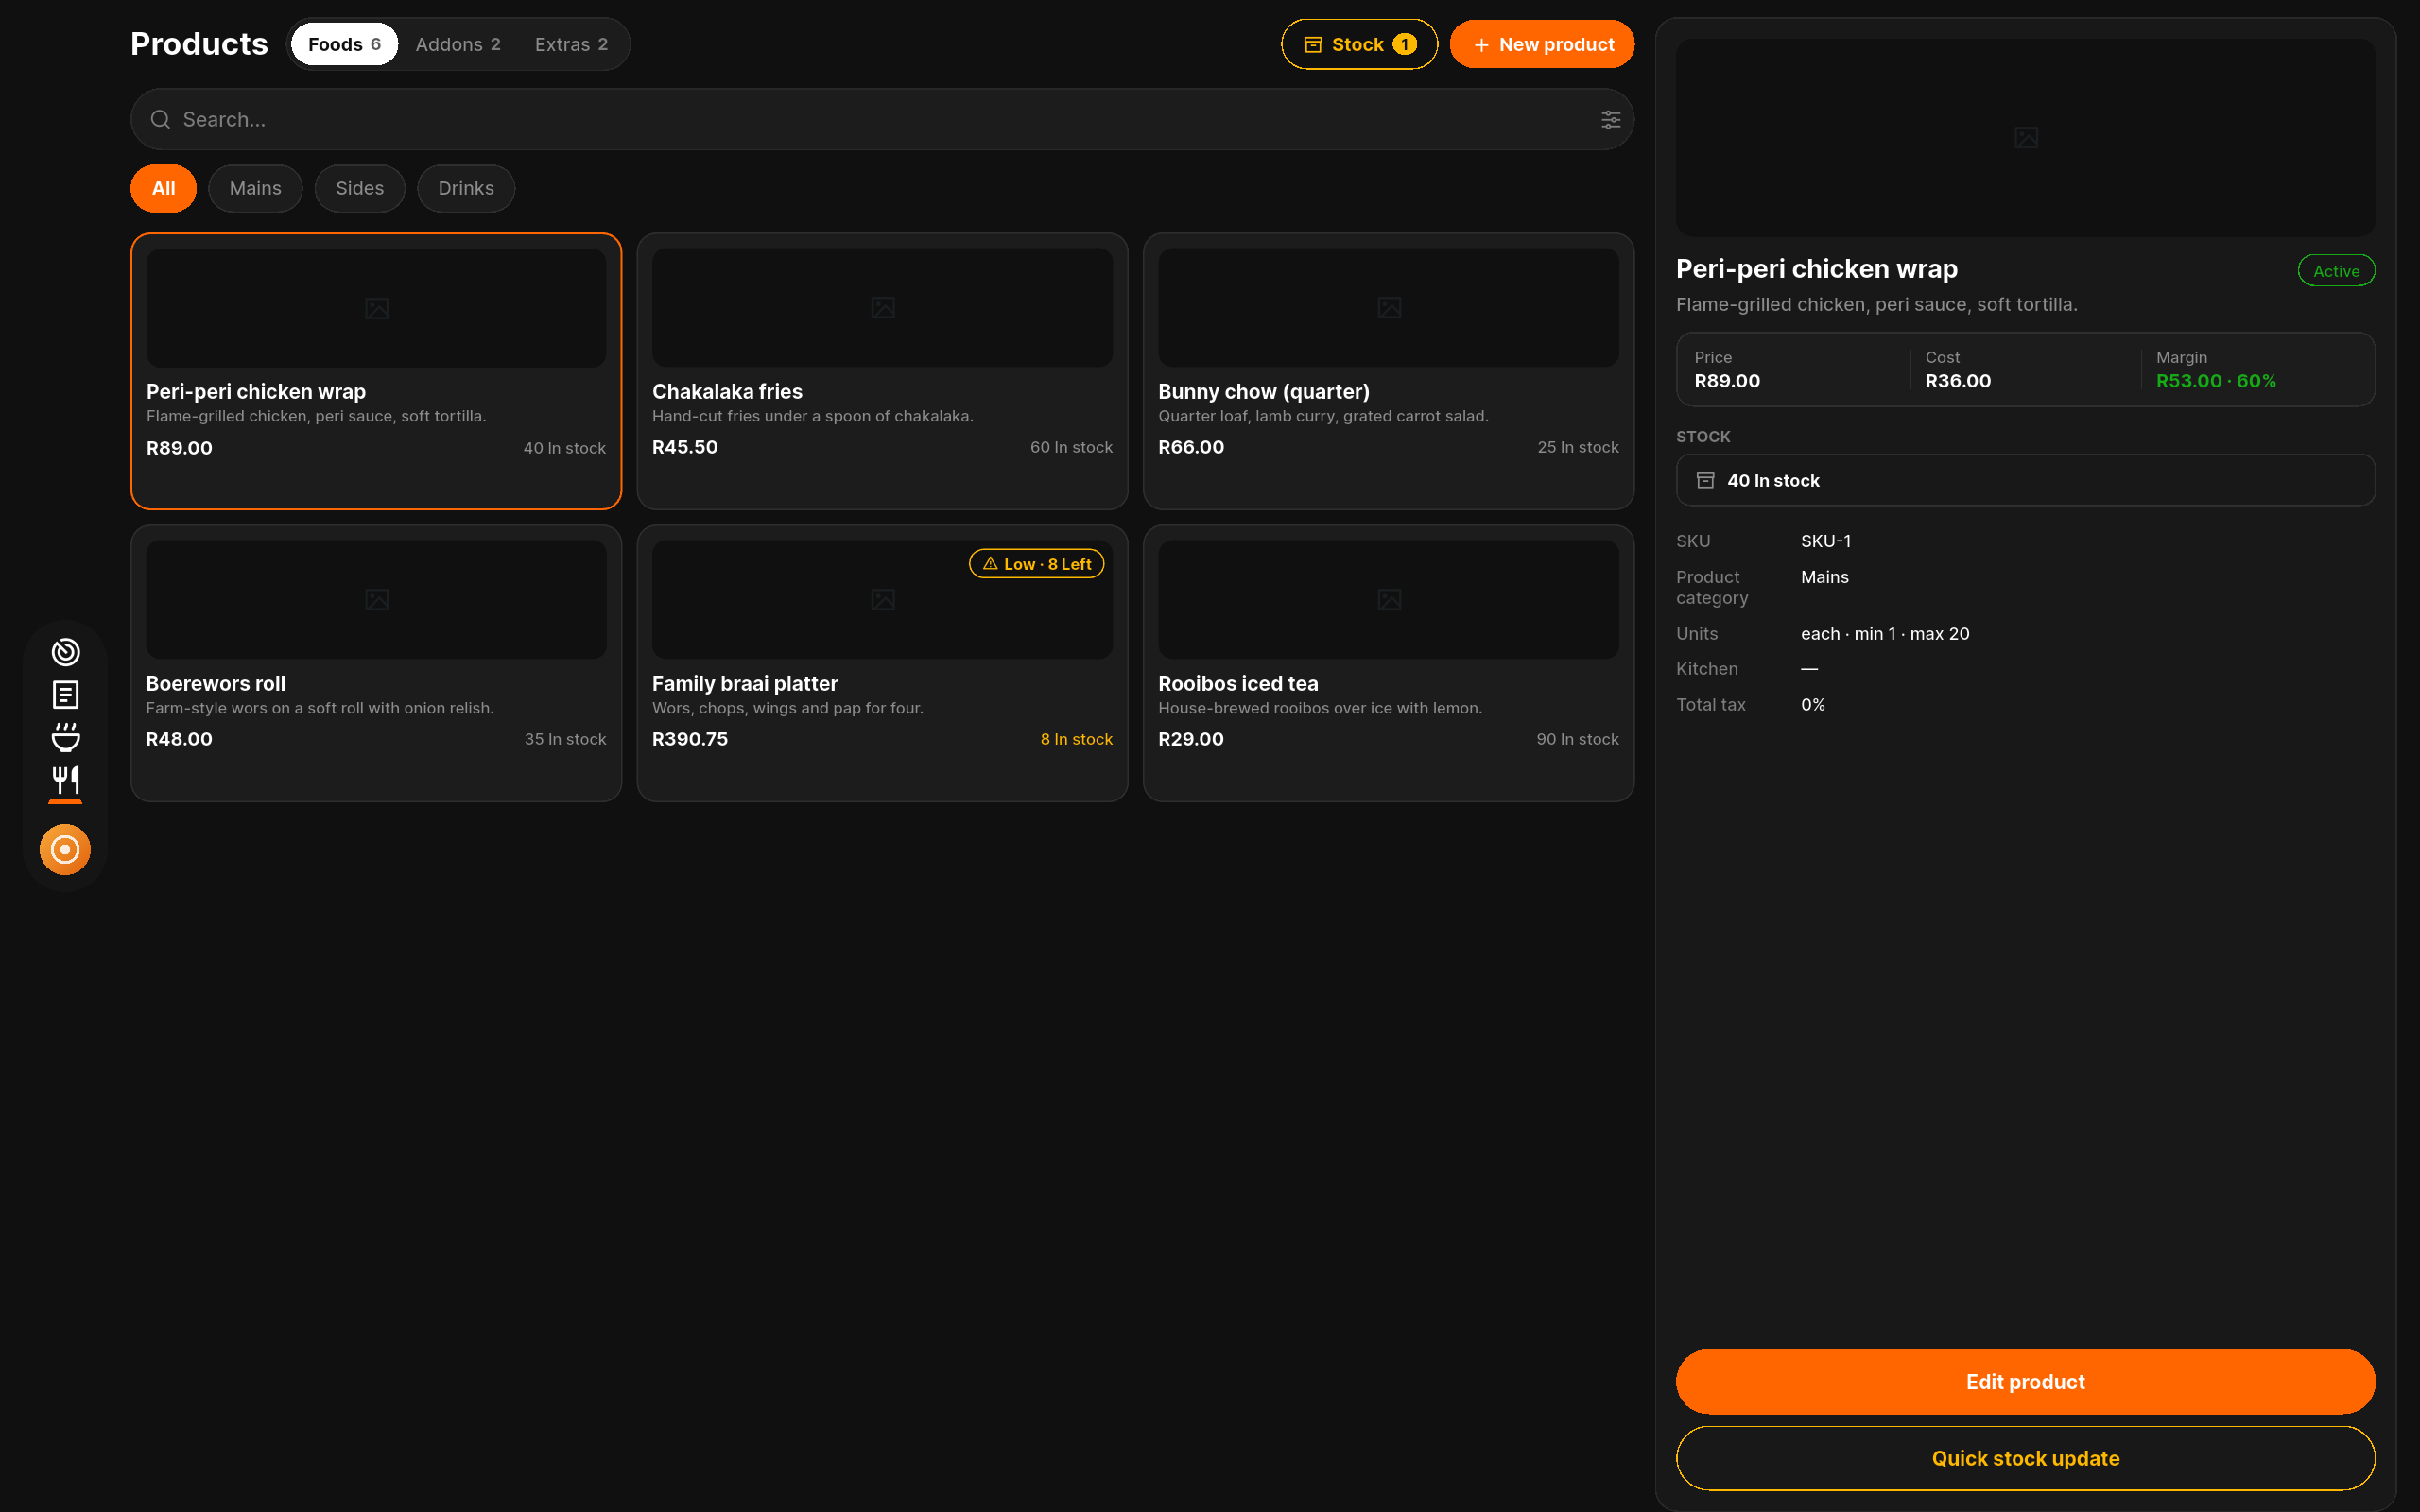 Products
Foods 6
Addons 2
Extras 2
Stock 1
New product
Search...
All
Mains
Sides
Drinks
Peri-peri chicken wrap
Flame-grilled chicken, peri sauce, soft tortilla.
R89.00
40 In stock
Chakalaka fries
Hand-cut fries under a spoon of chakalaka.
R45.50
60 In stock
Bunny chow (quarter)
Quarter loaf, lamb curry, grated carrot salad.
R66.00
25 In stock
Boerewors roll
Farm-style wors on a soft roll with onion relish.
R48.00
35 In stock
Low · 8 Left
Family braai platter
Wors, chops, wings and pap for four.
R390.75
8 In stock
Rooibos iced tea
House-brewed rooibos over ice with lemon.
R29.00
90 In stock
Peri-peri chicken wrap
Active
Flame-grilled chicken, peri sauce, soft tortilla.
Price
R89.00
Cost
R36.00
Margin
R53.00 · 60%
STOCK
40 In stock
SKU
SKU-1
Product
category
Mains
Units
each · min 1 · max 20
Kitchen
—
Total tax
0%
Edit product
Quick stock update